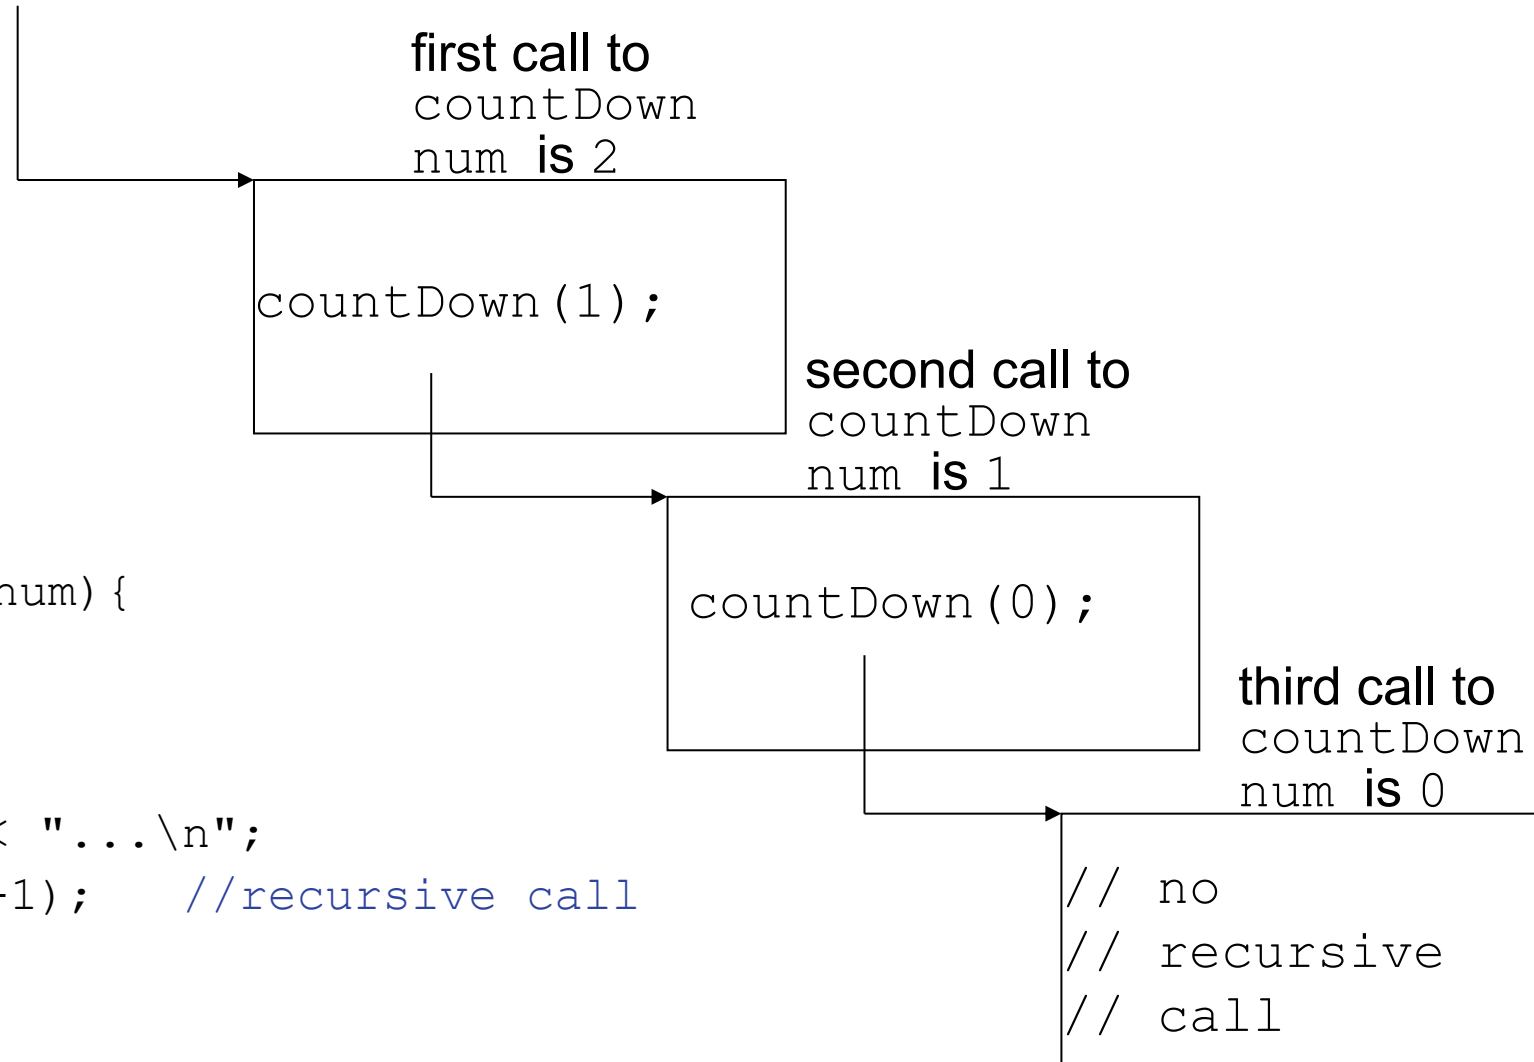 first call to
countDown
num is 2
countDown(1);
second call to
countDown
num is 1
countDown(0);
third call to
countDown
num is 0
// no
// recursive
// call
num){
< "...\n";
1); //recursive call